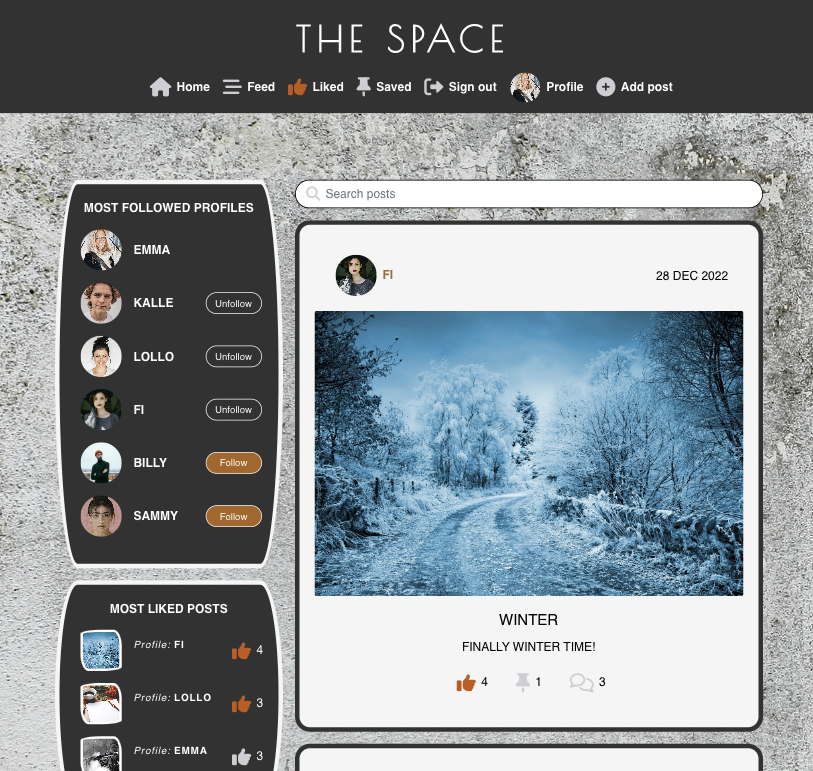 THE SPACE
Home Feed Liked Saved Sign out Profile Add post
MOST FOLLOWED PROFILES
EMMA
KALLE Unfollow
LOLLO Unfollow
FI Unfollow
BILLY Follow
SAMMY Follow
MOST LIKED POSTS
Profile: FI 4
Profile: LOLLO 3
Profile: EMMA 3
Search posts
FI 28 DEC 2022
WINTER
FINALLY WINTER TIME!
4 1 3